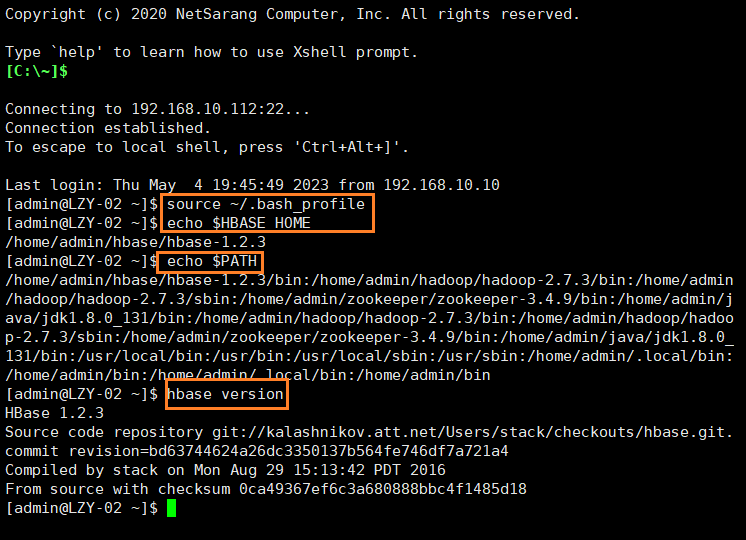 Copyright (c) 2020 NetSarang Computer, Inc. All rights reserved.
Type `help' to learn how to use Xshell prompt.
[C:\~]$
Connecting to 192.168.10.112:22...
Connection established.
To escape to local shell, press 'Ctrl+Alt+]'.
Last login: Thu May  4 19:45:49 2023 from 192.168.10.10
[admin@LZY-02 ~]$ source ~/.bash_profile
[admin@LZY-02 ~]$ echo $HBASE_HOME
/home/admin/hbase/hbase-1.2.3
[admin@LZY-02 ~]$ echo $PATH
/home/admin/hbase/hbase-1.2.3/bin:/home/admin/hadoop/hadoop-2.7.3/bin:/home/admin
/hadoop/hadoop-2.7.3/sbin:/home/admin/zookeeper/zookeeper-3.4.9/bin:/home/admin/j
ava/jdk1.8.0_131/bin:/home/admin/hadoop/hadoop-2.7.3/bin:/home/admin/hadoop/hadoo
p-2.7.3/sbin:/home/admin/zookeeper/zookeeper-3.4.9/bin:/home/admin/java/jdk1.8.0_
131/bin:/usr/local/bin:/usr/bin:/usr/local/sbin:/usr/sbin:/home/admin/.local/bin:
/home/admin/bin:/home/admin/.local/bin:/home/admin/bin
[admin@LZY-02 ~]$ hbase version
HBase 1.2.3
Source code repository git://kalashnikov.att.net/Users/stack/checkouts/hbase.git.
commit revision=bd63744624a26dc3350137b564fe746df7a721a4
Compiled by stack on Mon Aug 29 15:13:42 PDT 2016
From source with checksum 0ca49367ef6c3a680888bbc4f1485d18
[admin@LZY-02 ~]$